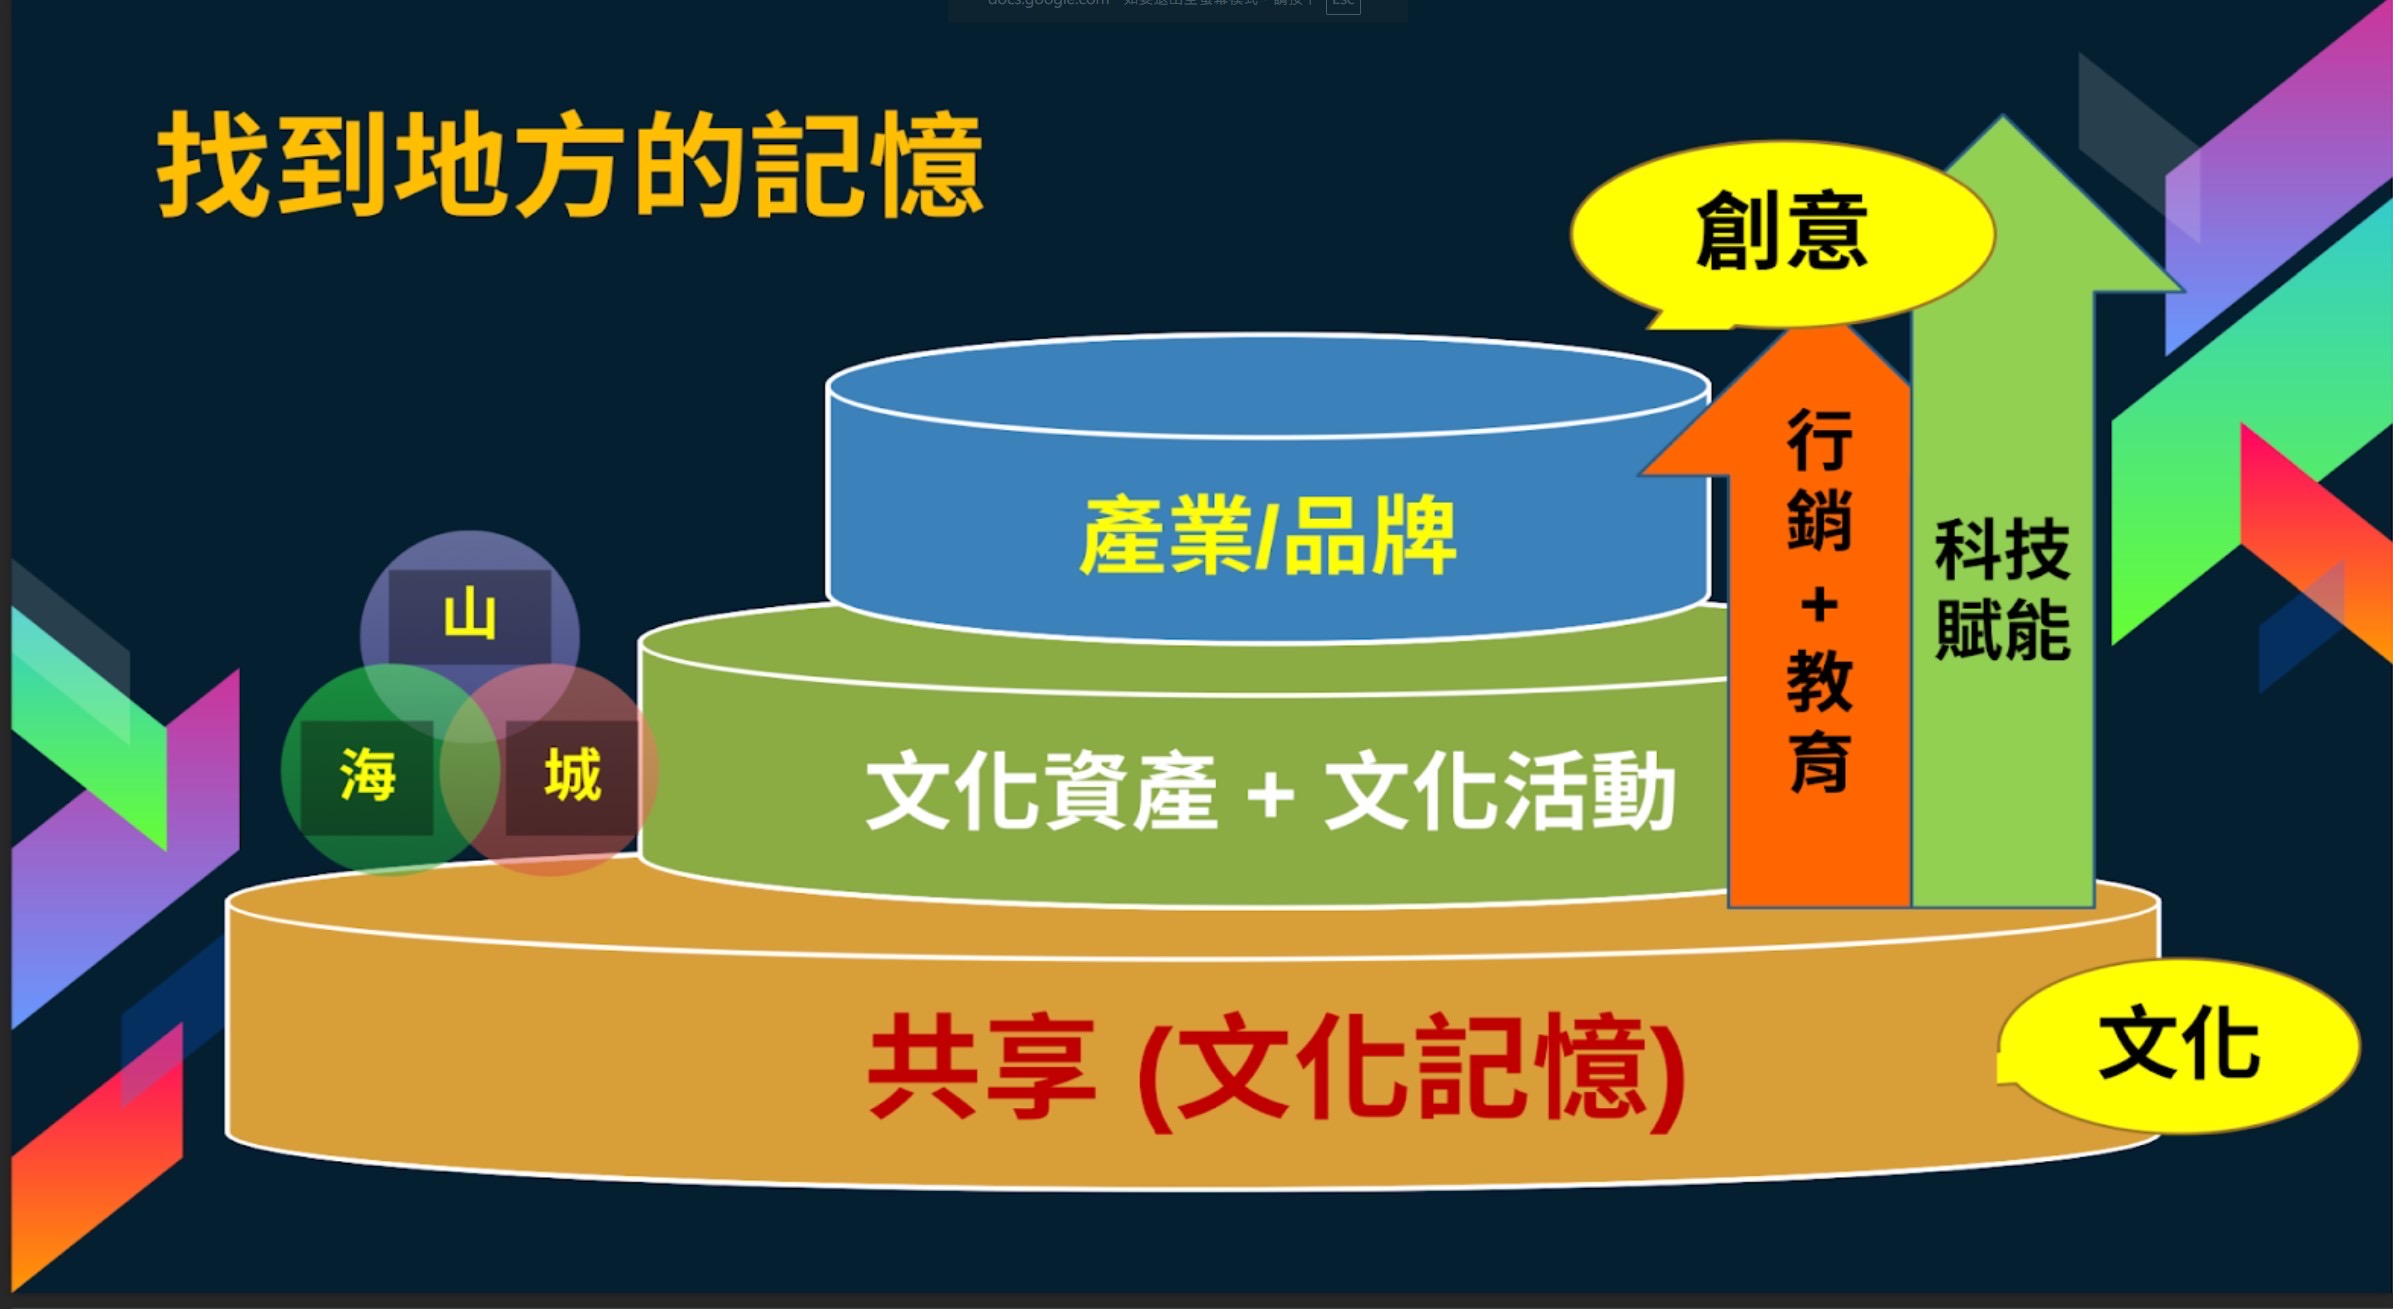 docs.google.com
Esc
找到地方的記憶
創意
產業/品牌
行
銷
+
教
育
科技
賦能
山
海
城
文化資產 + 文化活動
共享 (文化記憶)
文化